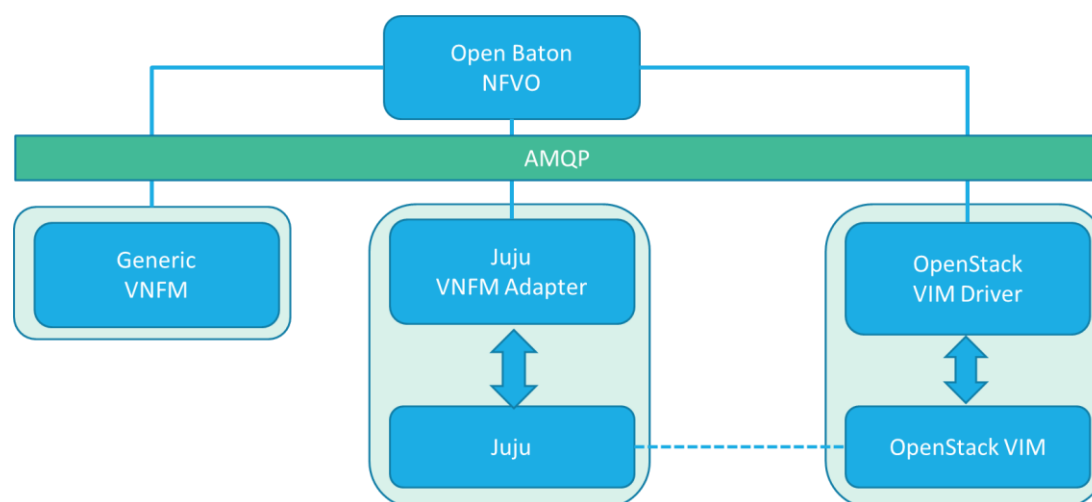 Open Baton
NFVO
AMQP
Generic
VNFM
Juju
VNFM Adapter
OpenStack
VIM Driver
Juju
OpenStack VIM